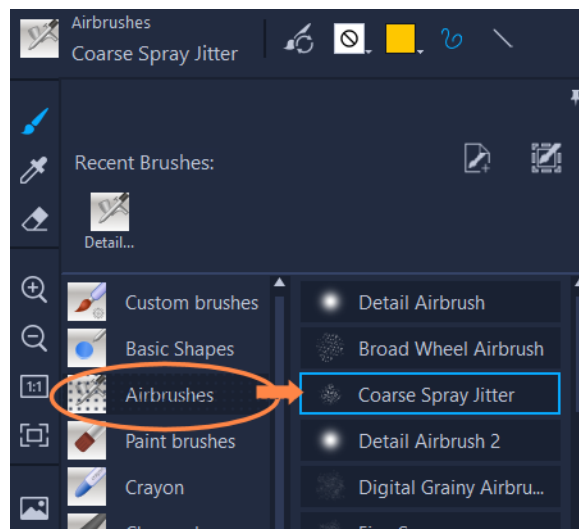 Airbrushes
Coarse Spray Jitter
Recent Brushes:
Detail...
Custom brushes
Basic Shapes
Airbrushes
Paint brushes
Crayon
Detail Airbrush
Broad Wheel Airbrush
Coarse Spray Jitter
Detail Airbrush 2
Digital Grainy Airbru...
1:1